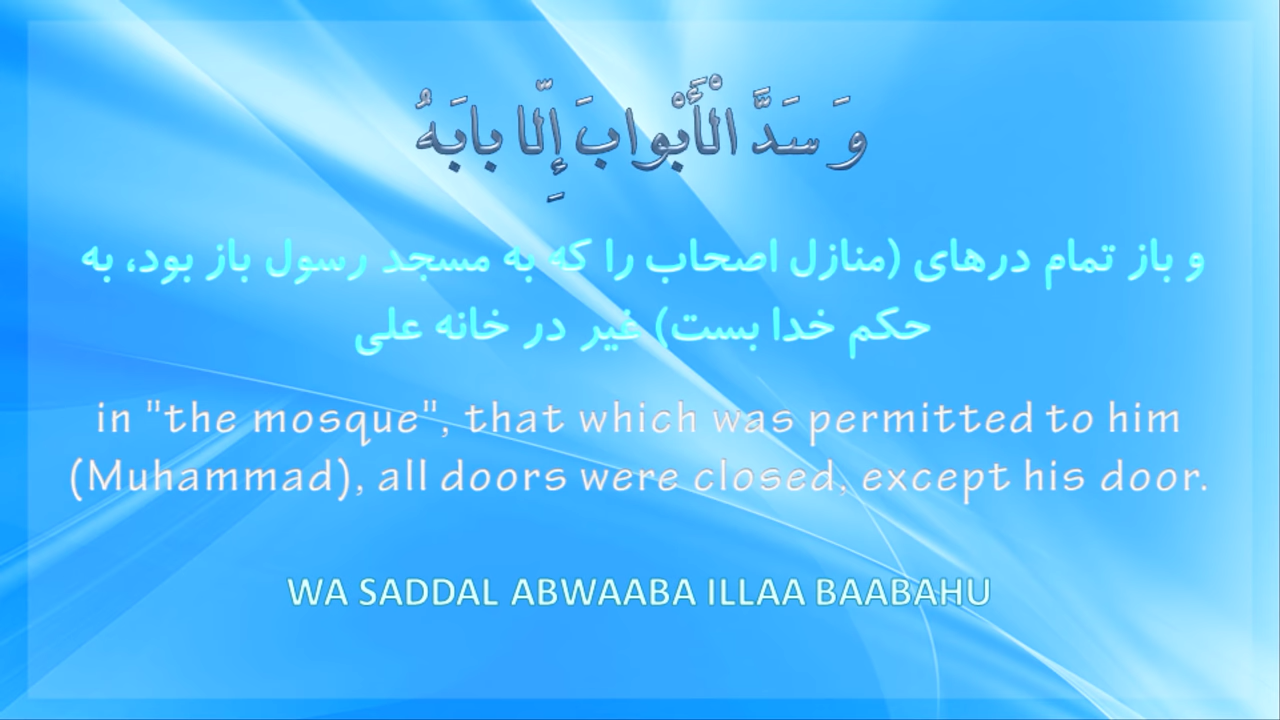 وَ سَدَّ الْأَبْوابَ إِلّا بابَهُ
و باز تمام درهای (منازل اصحاب را که به مسجد رسول باز بود، به
حکم خدا بست) غیر در خانه علی
in "the mosque", that which was permitted to him
(Muhammad), all doors were closed, except his door.
WA SADDAL ABWAABA ILLAA BAABAHU